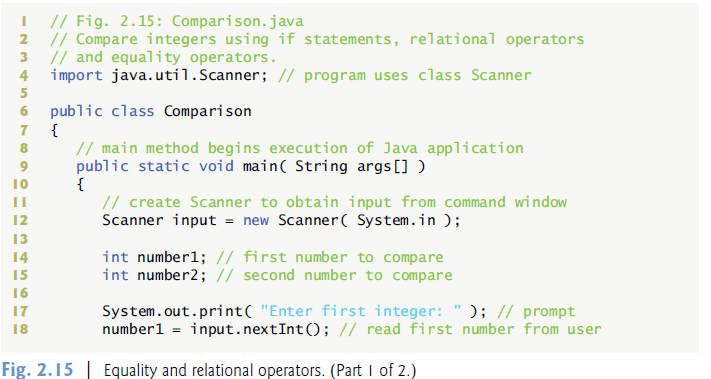 1 // Fig. 2.15: Comparison.java
2 // Compare integers using if statements, relational operators
3 // and equality operators.
4 import java.util.Scanner; // program uses class Scanner
5
6 public class Comparison
7 {
8 // main method begins execution of Java application
9 public static void main( String args[] )
10 {
11 // create Scanner to obtain input from command window
12 Scanner input = new Scanner( System.in );
13
14 int number1; // first number to compare
15 int number2; // second number to compare
16
17 System.out.print( "Enter first integer: " ); // prompt
18 number1 = input.nextInt(); // read first number from user
Fig. 2.15 | Equality and relational operators. (Part 1 of 2.)